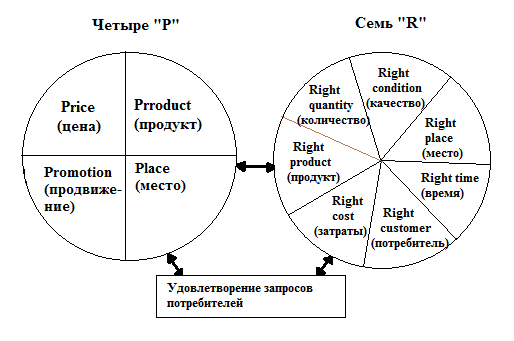 Четыре "P"
Семь "R"
Price
(цена)
Prroduct
(продукт)
Promotion
(продвиже-
ние)
Place
(место)
Right
quantity
(количество)
Right
condition
(качество)
Right
place
(место)
Right
product
(продукт)
Right time
(время)
Right
cost
(затраты)
Right
customer
(потребитель)
Удовлетворение запросов
потребителей